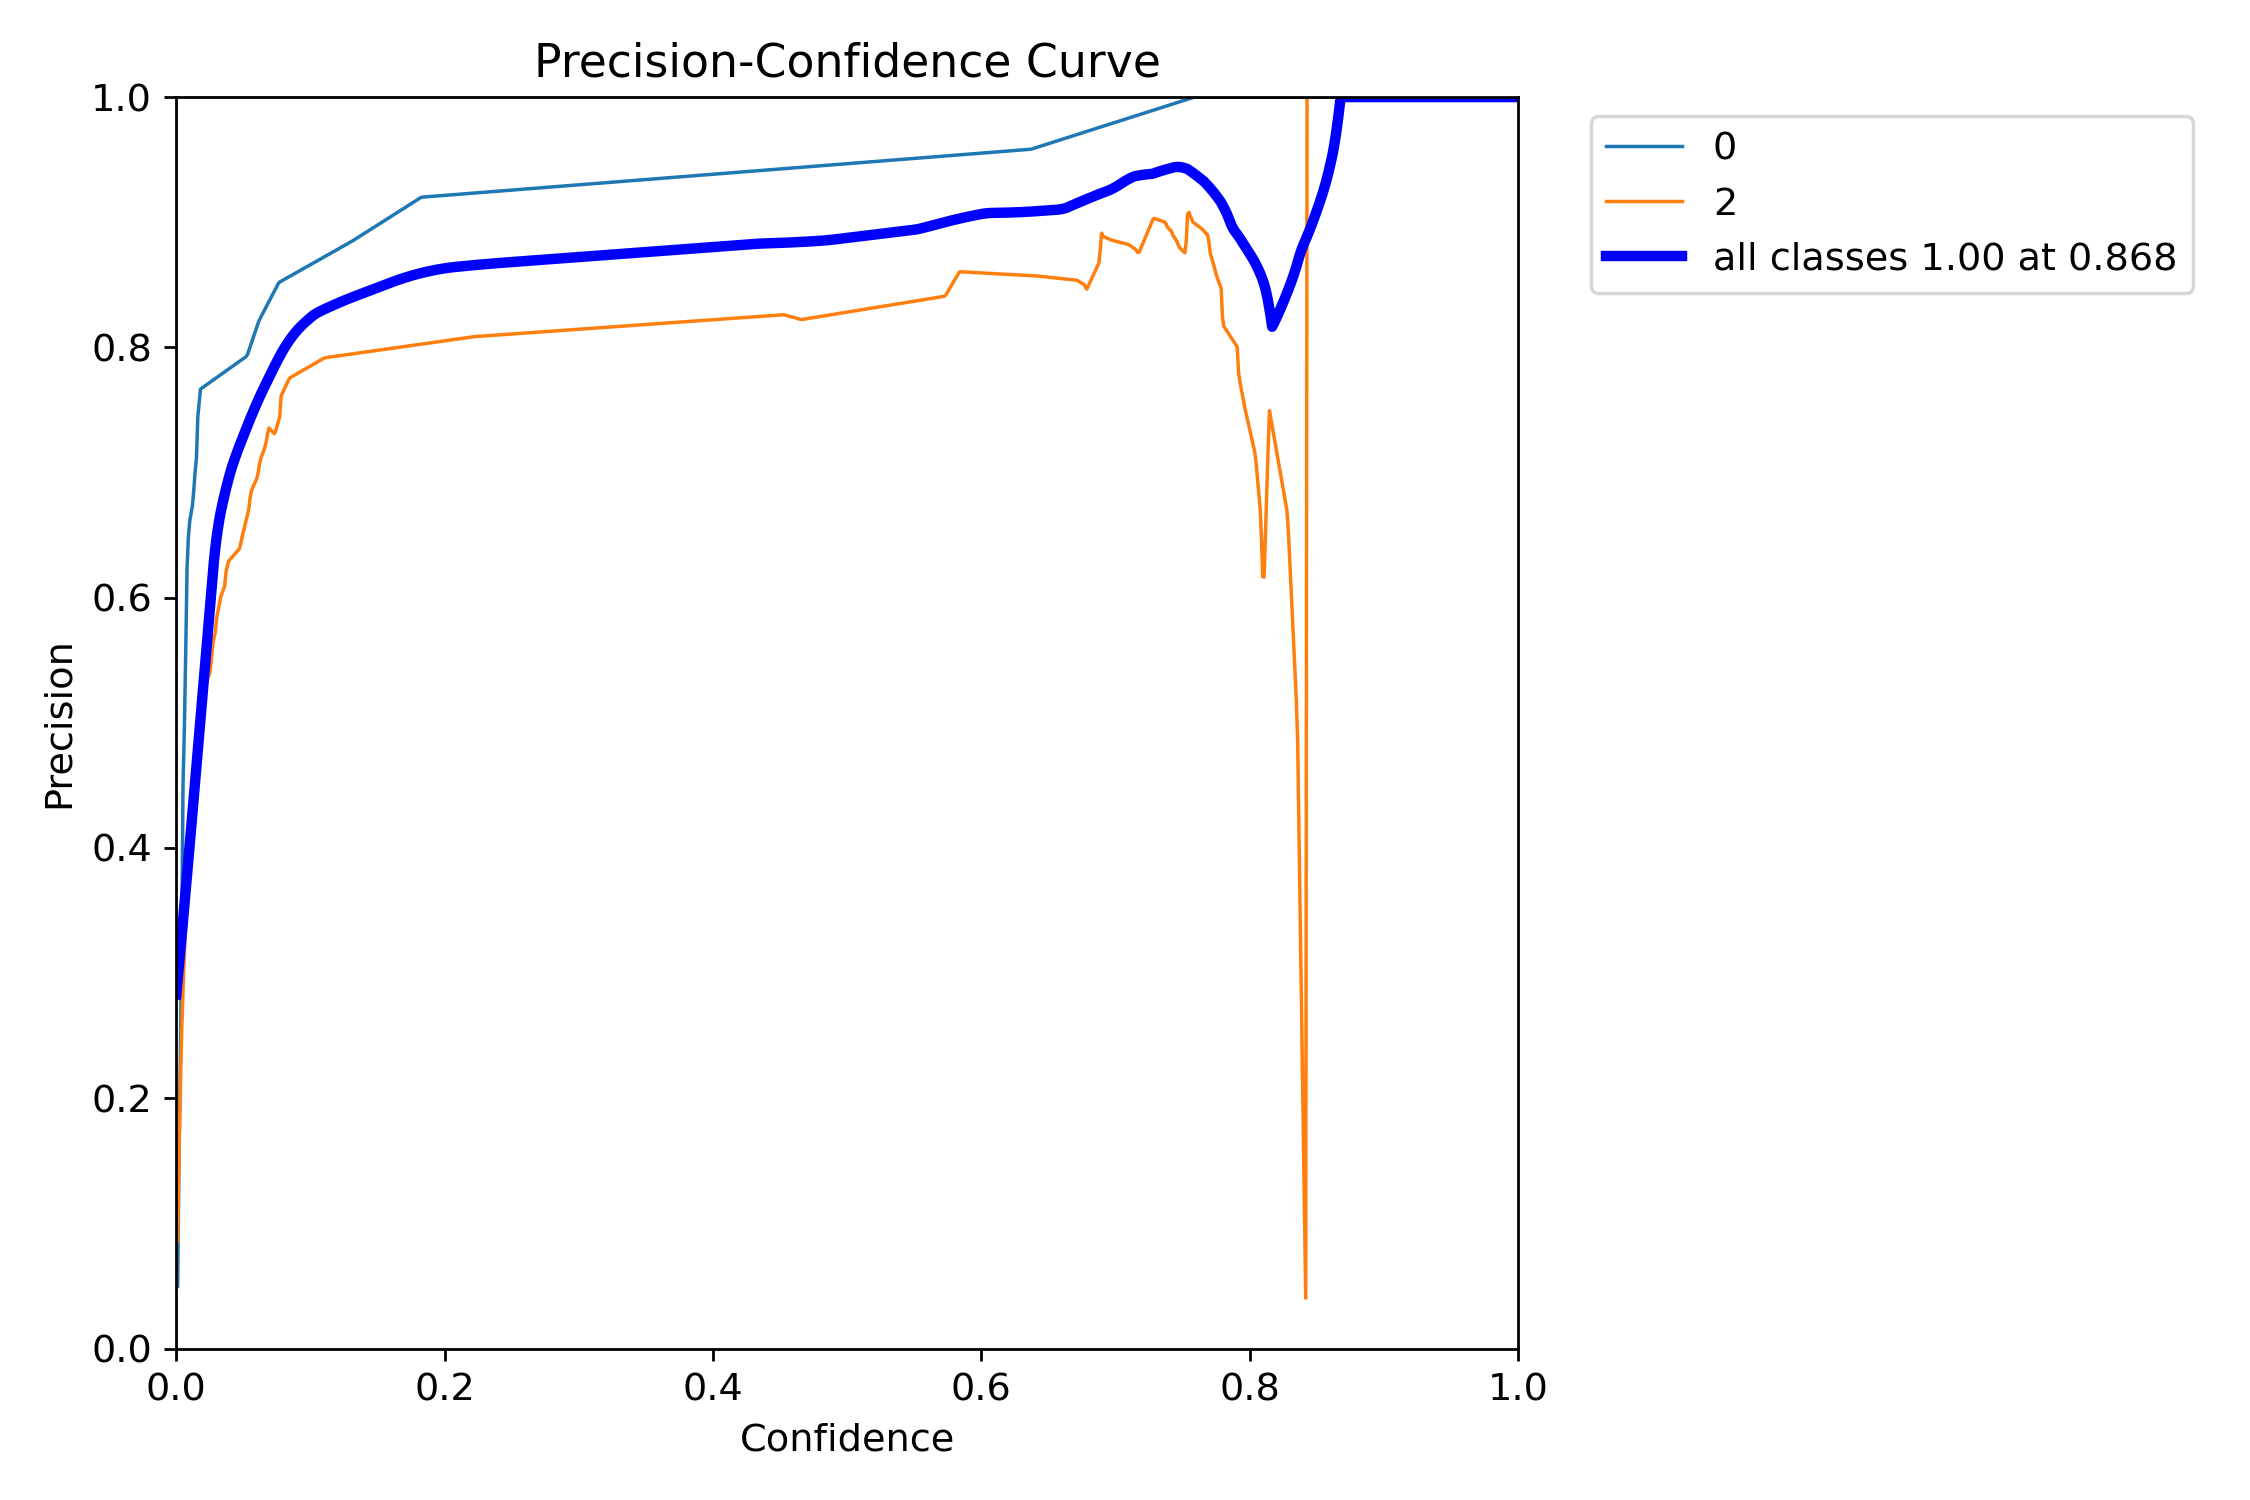 Precision-Confidence Curve
1.0
0.8
0.6
0.4
0.2
0.0
Precision
0.0 0.2 0.4 0.6 0.8 1.0
Confidence
0
2
all classes 1.00 at 0.868